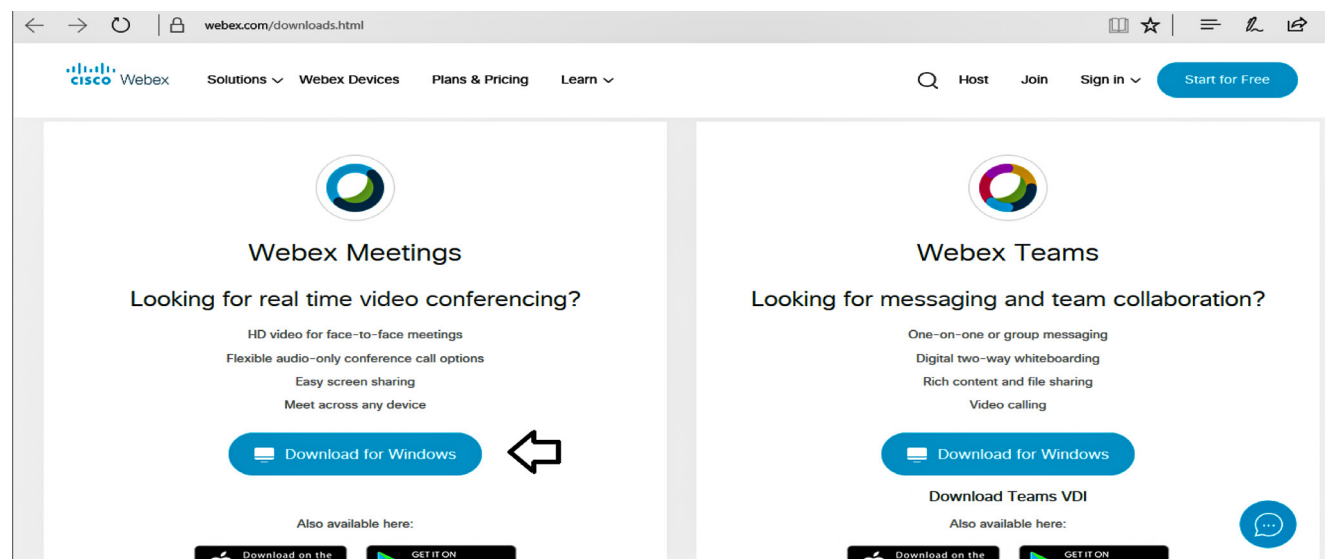 webex.com/downloads.html
cisco Webex Solutions Webex Devices Plans & Pricing Learn Host Join Sign in Start for Free
Webex Meetings
Looking for real time video conferencing?
HD video for face-to-face meetings
Flexible audio-only conference call options
Easy screen sharing
Meet across any device
Download for Windows
Also available here:
Download on the
GET IT ON
Webex Teams
Looking for messaging and team collaboration?
One-on-one or group messaging
Digital two-way whiteboarding
Rich content and file sharing
Video calling
Download for Windows
Download Teams VDI
Also available here:
Download on the
GET IT ON